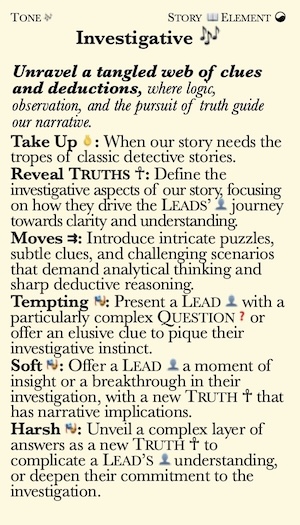 TONE 🎶 STORY 📖 ELEMENT ☯
Investigative 🎶
Unravel a tangled web of clues
and deductions, where logic,
observation, and the pursuit of truth guide
our narrative.
Take Up ✊: When our story needs the
tropes of classic detective stories.
Reveal TRUTHS ☥: Define the
investigative aspects of our story, focusing
on how they drive the LEADS' 👤 journey
towards clarity and understanding.
Moves ⇉: Introduce intricate puzzles,
subtle clues, and challenging scenarios
that demand analytical thinking and
sharp deductive reasoning.
Tempting 🎭: Present a LEAD 👤 with a
particularly complex QUESTION ❓ or
offer an elusive clue to pique their
investigative instinct.
Soft 🎭: Offer a LEAD 👤 a moment of
insight or a breakthrough in their
investigation, with a new TRUTH ☥ that
has narrative implications.
Harsh 🎭: Unveil a complex layer of
answers as a new TRUTH ☥ to
complicate a LEAD'S 👤 understanding,
or deepen their commitment to the
investigation.